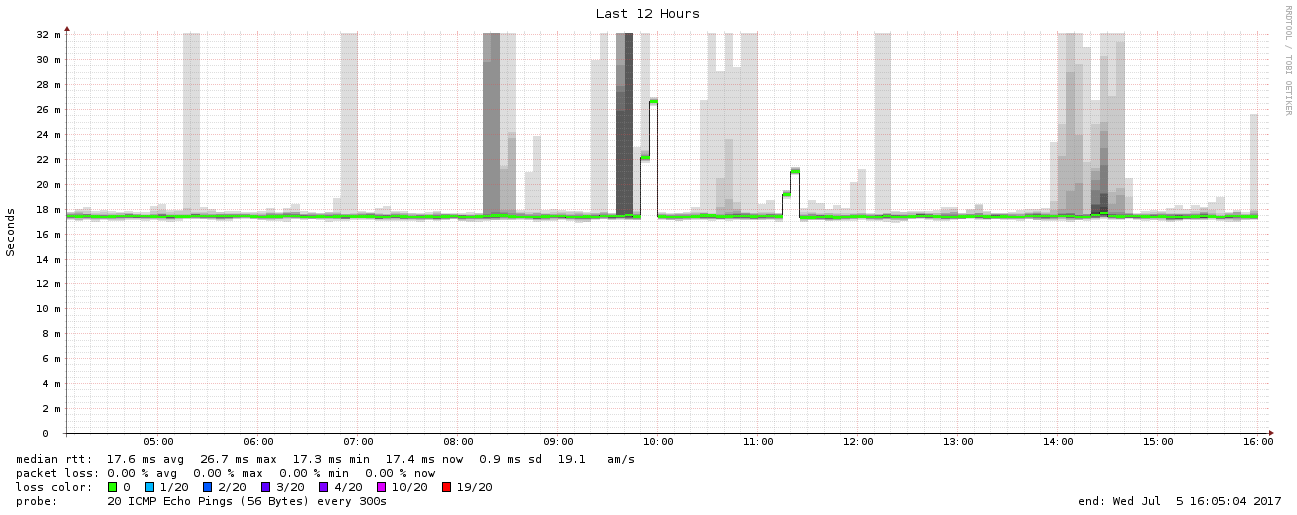 Last 12 Hours
RRDTOOL / TOBI OETIKER
Seconds
32 m
30 m
28 m
26 m
24 m
22 m
20 m
18 m
16 m
14 m
12 m
10 m
8 m
6 m
4 m
2 m
0
05:00 06:00 07:00 08:00 09:00 10:00 11:00 12:00 13:00 14:00 15:00 16:00
median rtt: 17.6 ms avg 26.7 ms max 17.3 ms min 17.4 ms now 0.9 ms sd 19.1 am/s
packet loss: 0.00 % avg 0.00 % max 0.00 % min 0.00 % now
loss color: 0 1/20 2/20 3/20 4/20 10/20 19/20
probe: 20 ICMP Echo Pings (56 Bytes) every 300s end: Wed Jul 5 16:05:04 2017